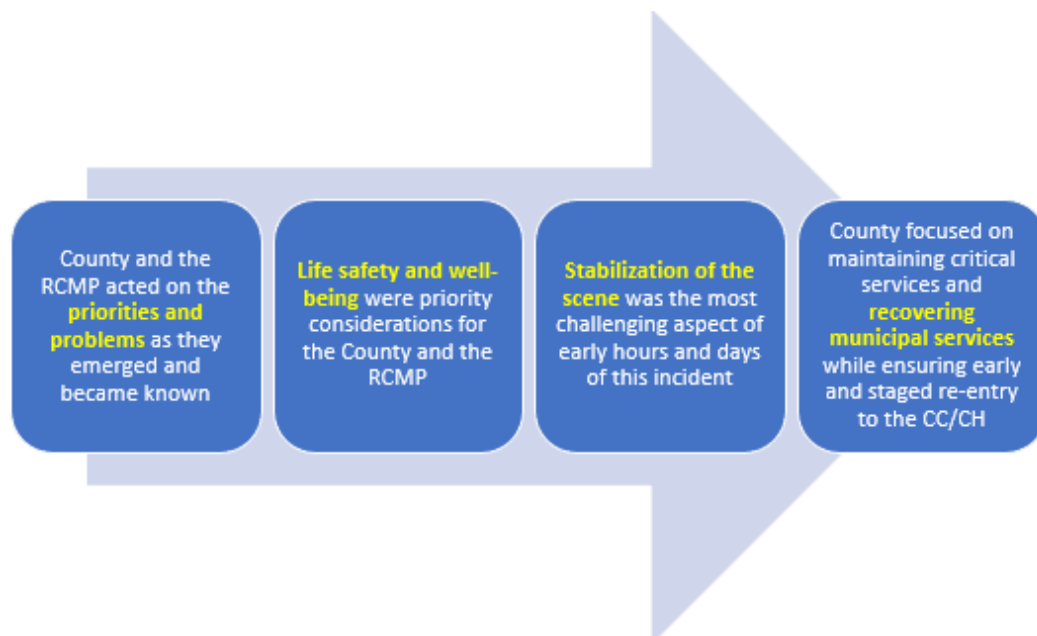 County and the
RCMP acted on the
priorities and
problems as they
emerged and
became known
Life safety and well-
being were priority
considerations for
the County and the
RCMP
Stabilization of the
scene was the most
challenging aspect of
early hours and days
of this incident
County focused on
maintaining critical
services and
recovering
municipal services
while ensuring early
and staged re-entry
to the CC/CH